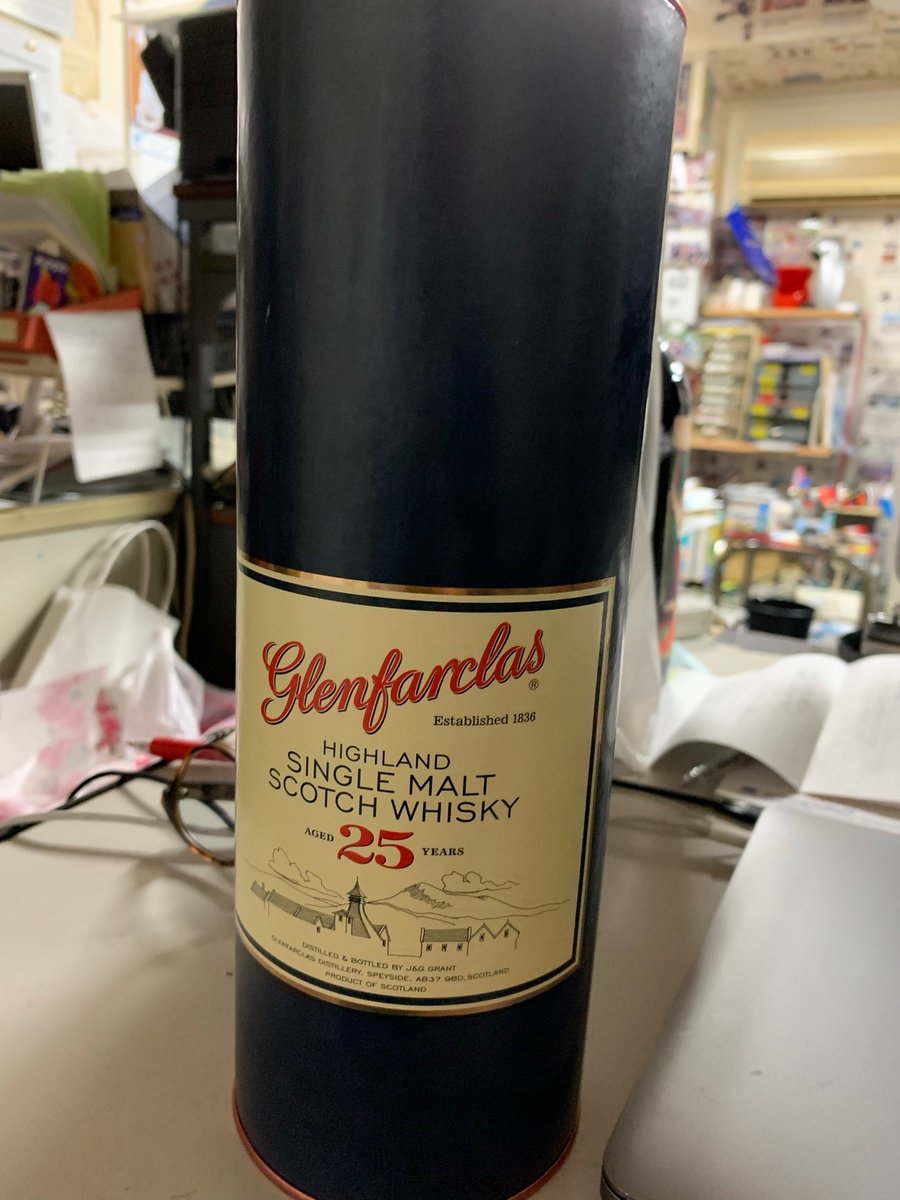 Glenfarclas®
Established 1836
HIGHLAND
SINGLE MALT
SCOTCH WHISKY
AGED 25 YEARS
DISTILLED & BOTTLED BY J&G GRANT
GLENFARCLAS DISTILLERY, SPEYSIDE, AB37 9BD, SCOTLAND
PRODUCT OF SCOTLAND